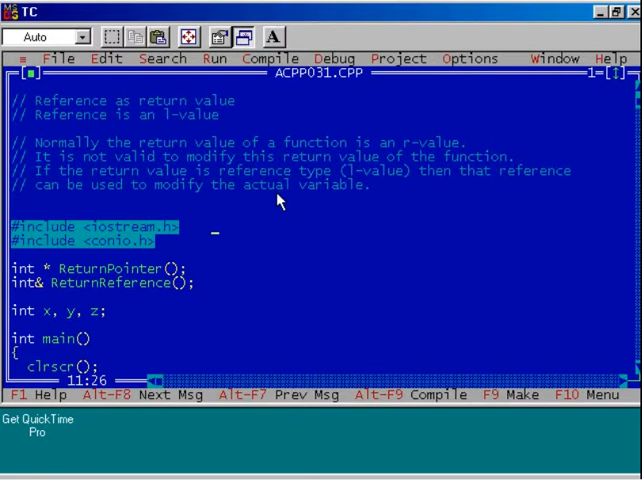 MS DOS TC
Auto
A
≡ File Edit Search Run Compile Debug Project Options Window Help
[■] ACPP031.CPP 1=[↕]
// Reference as return value
// Reference is an l-value
// Normally the return value of a function is an r-value.
// It is not valid to modify this return value of the function.
// If the return value is reference type (l-value) then that reference
// can be used to modify the actual variable.
#include <iostream.h>
#include <conio.h>
int * ReturnPointer();
int& ReturnReference();
int x, y, z;
int main()
{
clrscr();
11:26
F1 Help Alt-F8 Next Msg Alt-F7 Prev Msg Alt-F9 Compile F9 Make F10 Menu
Get QuickTime
Pro